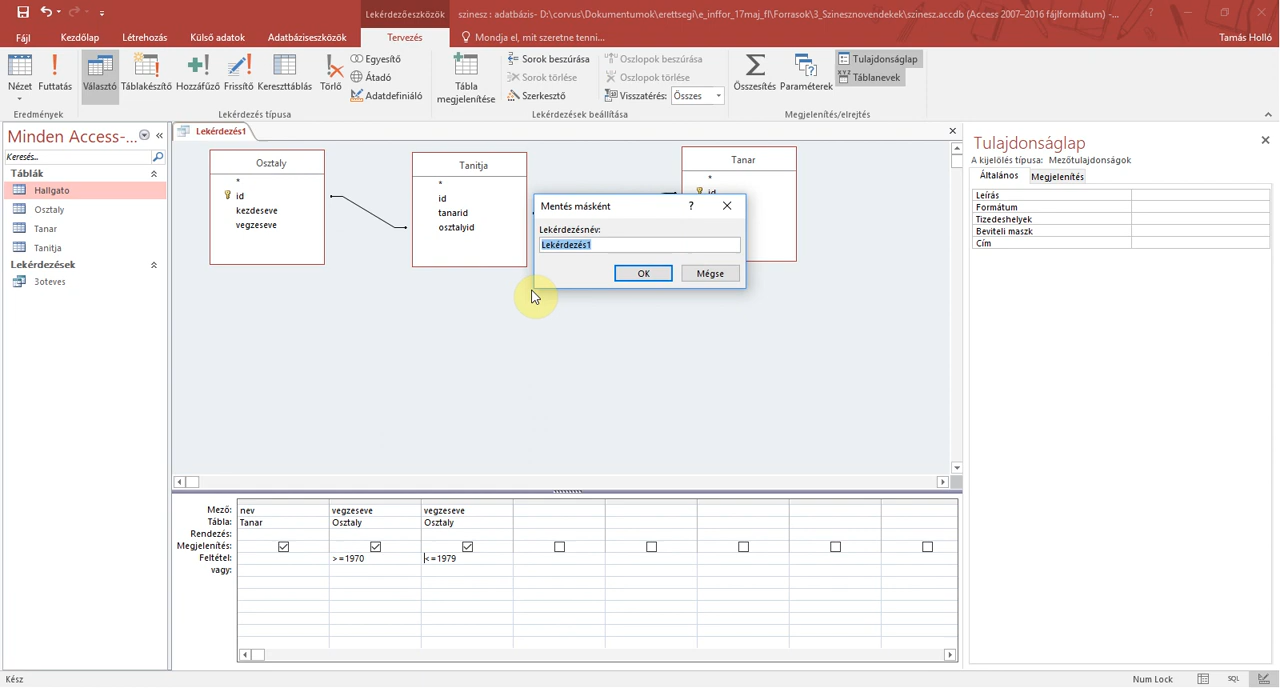 Lekérdezőeszközök
szinesz : adatbázis- D:\corvus\Dokumentumok\erettsegi\e_inffor_17maj_fl\Forrasok\3_Szinesznovendekek\szinesz.accdb (Access 2007–2016 fájlformátum) -...
Fájl Kezdőlap Létrehozás Külső adatok Adatbáziseszközök Tervezés Mondja el, mit szeretne tenni... Tamás Holló
Nézet Futtatás Választó Táblakészítő Hozzáfűző Frissítő Kereszttáblás Törlő
Egyesítő
Átadó
Adatdefiniáló
Tábla
megjelenítése
Sorok beszúrása
Sorok törlése
Szerkesztő
Oszlopok beszúrása
Oszlopok törlése
Visszatérés: Összes
Összesítés Paraméterek
Tulajdonságlap
Táblanevek
Eredmények Lekérdezés típusa Lekérdezések beállítása Megjelenítés/elrejtés
Minden Access-...
Keresés...
Táblák
Hallgato
Osztaly
Tanar
Tanitja
Lekérdezések
3oteves
Lekérdezés1
Osztaly
*
id
kezdeseve
vegzeseve
Tanitja
*
id
tanarid
osztalyid
Tanar
*
id
Mentés másként
?
Lekérdezésnév:
Lekérdezés1
OK Mégse
Mező: nev vegzeseve vegzeseve
Tábla: Tanar Osztaly Osztaly
Rendezés:
Megjelenítés:
Feltétel: >=1970 <=1979
vagy:
Tulajdonságlap
A kijelölés típusa: Mezőtulajdonságok
Általános Megjelenítés
Leírás
Formátum
Tizedeshelyek
Beviteli maszk
Cím
Kész Num Lock SQL